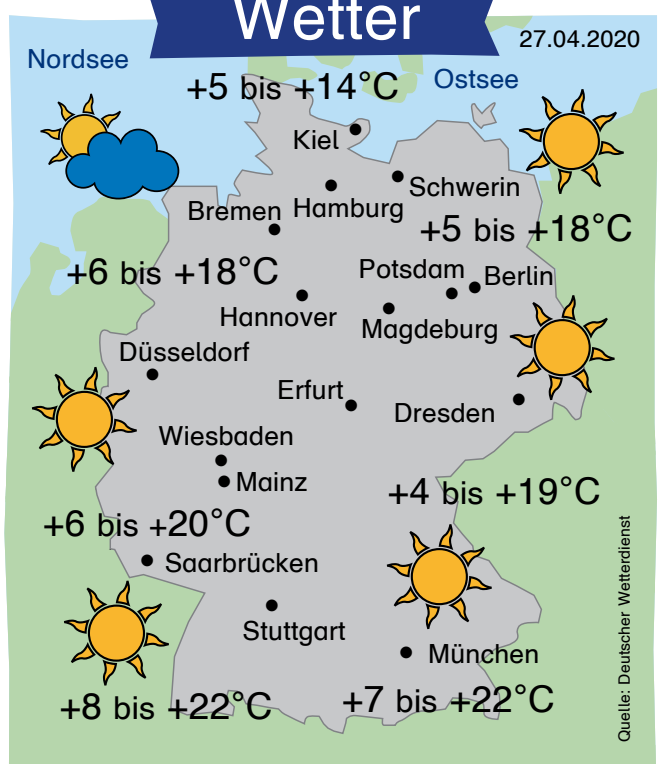 Wetter
27.04.2020
Nordsee
Ostsee
+5 bis +14°C
Kiel
Schwerin
Hamburg
Bremen
+5 bis +18°C
+6 bis +18°C
Potsdam
Berlin
Hannover
Magdeburg
Düsseldorf
Erfurt
Dresden
Wiesbaden
Mainz
+4 bis +19°C
+6 bis +20°C
Saarbrücken
Stuttgart
München
+8 bis +22°C
+7 bis +22°C
Quelle: Deutscher Wetterdienst